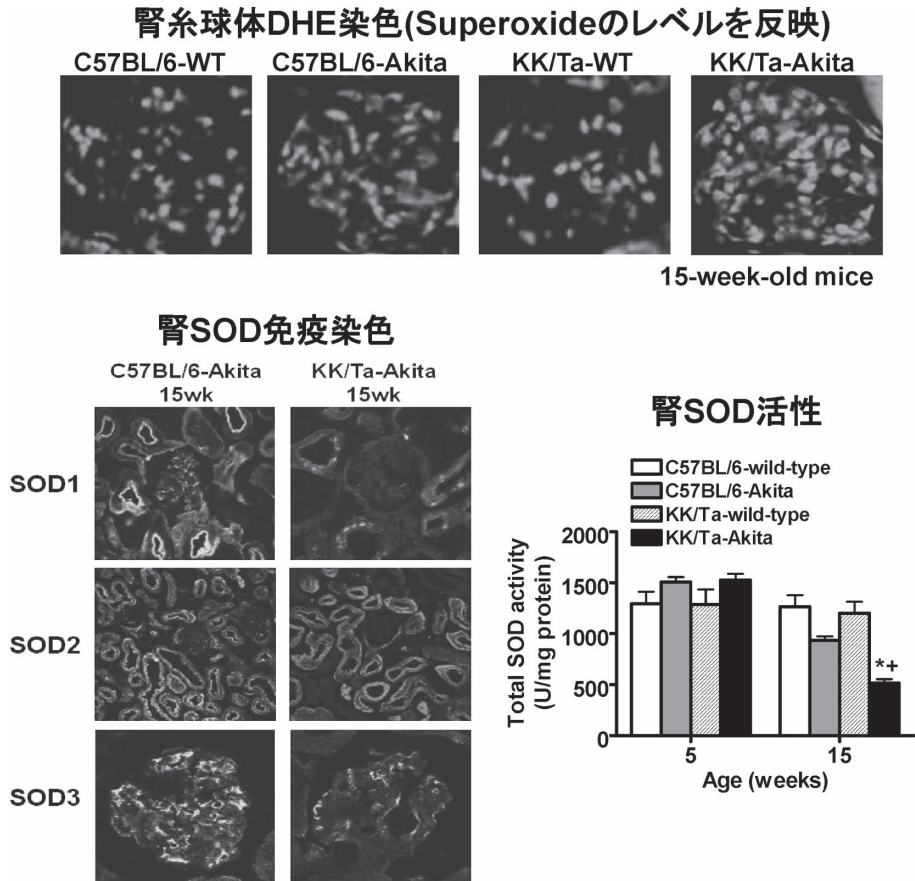 腎糸球体DHE染色(Superoxideのレベルを反映)
C57BL/6-WT
C57BL/6-Akita
KK/Ta-WT
KK/Ta-Akita
15-week-old mice
腎SOD免疫染色
C57BL/6-Akita
15wk
KK/Ta-Akita
15wk
SOD1
SOD2
SOD3
腎SOD活性
C57BL/6-wild-type
C57BL/6-Akita
KK/Ta-wild-type
KK/Ta-Akita
Total SOD activity
(U/mg protein)
2000
1500
1000
500
0
*+
5
15
Age (weeks)